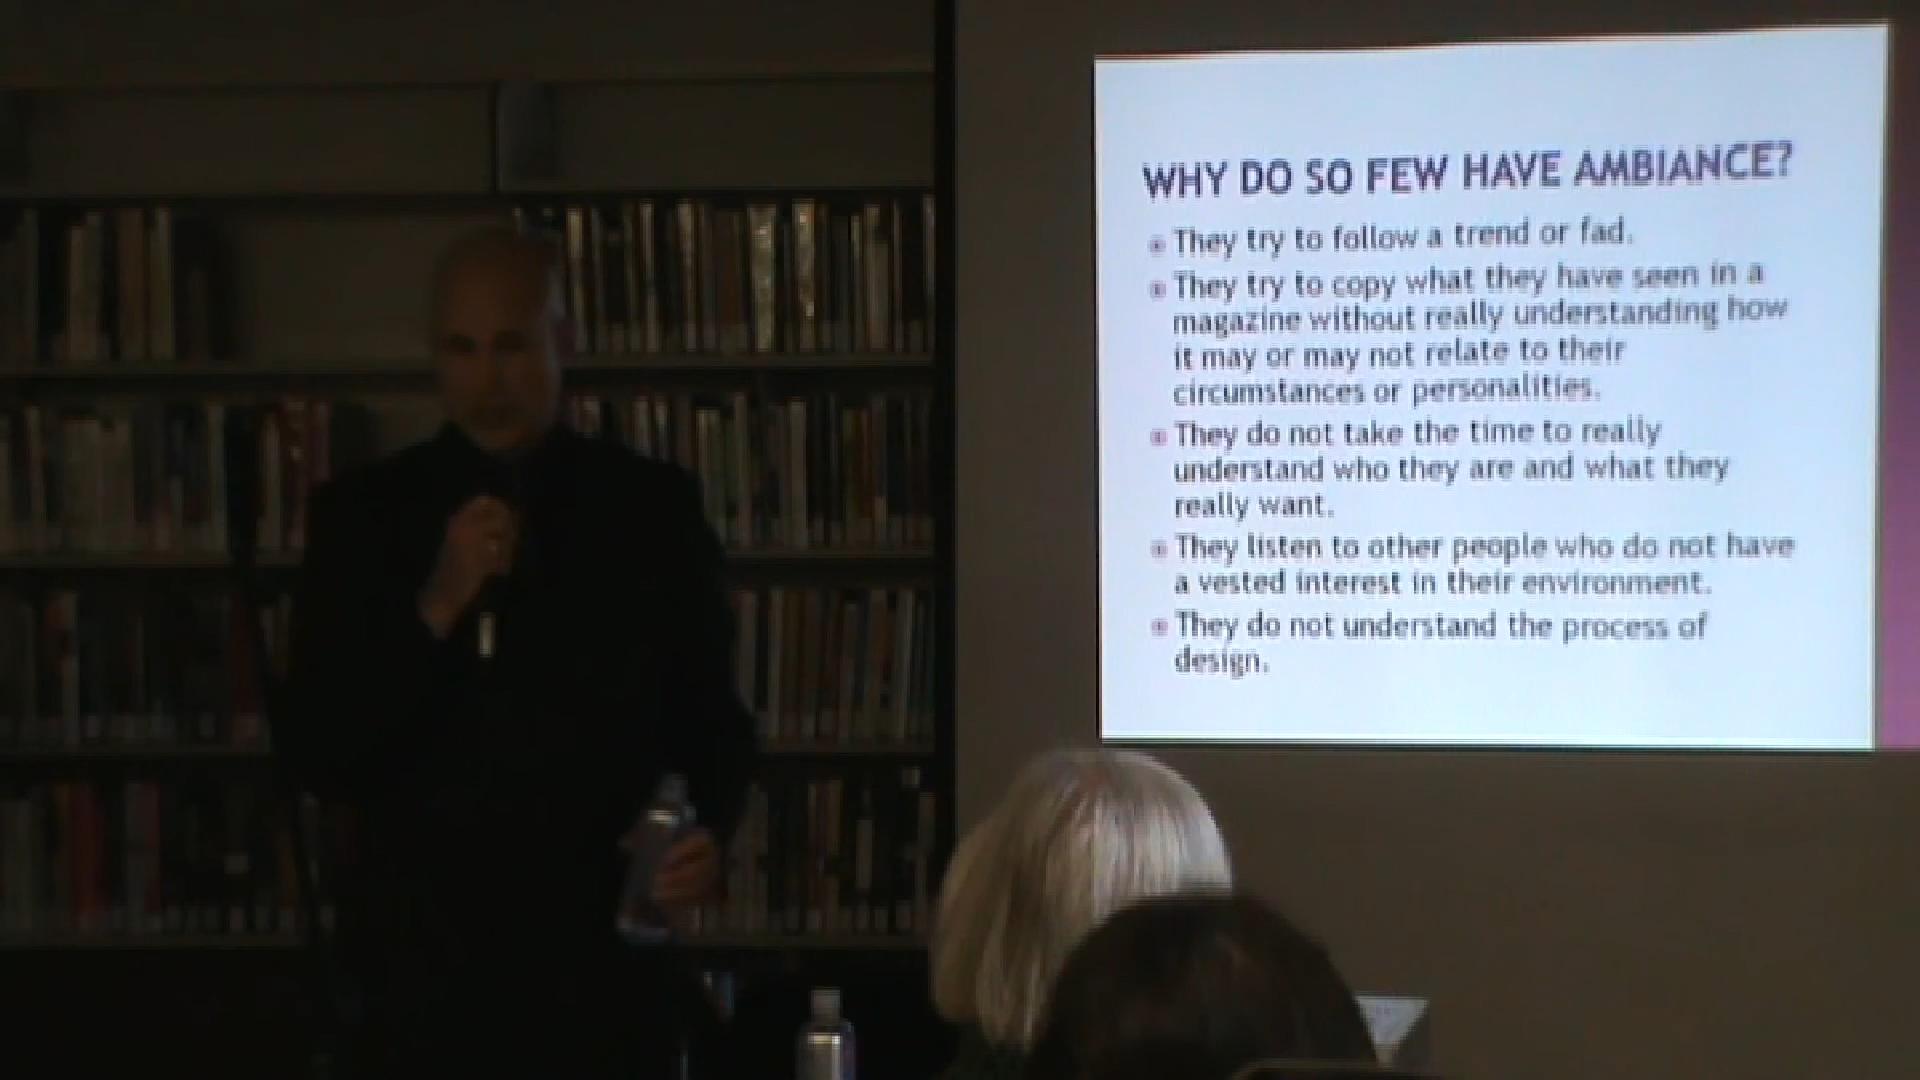 WHY DO SO FEW HAVE AMBIANCE?
They try to follow a trend or fad.
They try to copy what they have seen in a
magazine without really understanding how
it may or may not relate to their
circumstances or personalities.
They do not take the time to really
understand who they are and what they
really want.
They listen to other people who do not have
a vested interest in their environment.
They do not understand the process of
design.